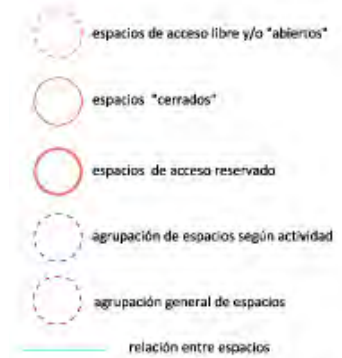 espacios de acceso libre y/o "abiertos"
espacios "cerrados"
espacios de acceso reservado
agrupación de espacios según actividad
agrupación general de espacios
relación entre espacios